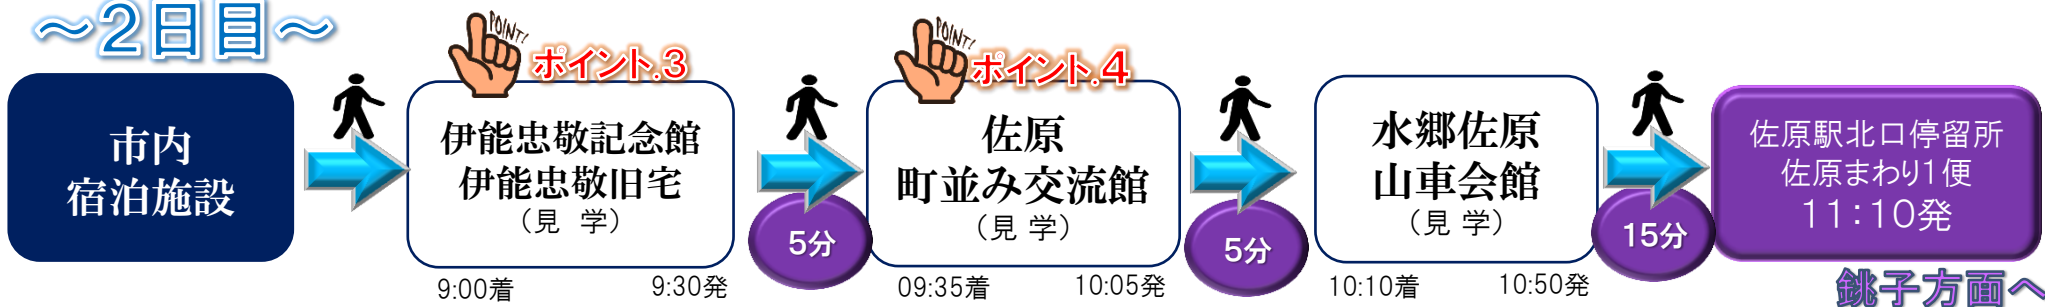 ～2日目～
市内
宿泊施設
POINT!
ポイント.3
伊能忠敬記念館
伊能忠敬旧宅
（見　学）
9:00着
9:30発
5分
POINT!
ポイント.4
佐原
町並み交流館
（見 学）
09:35着
10:05発
5分
水郷佐原
山車会館
（見 学）
10:10着
10:50発
15分
佐原駅北口停留所
佐原まわり1便
11：10発
銚子方面へ